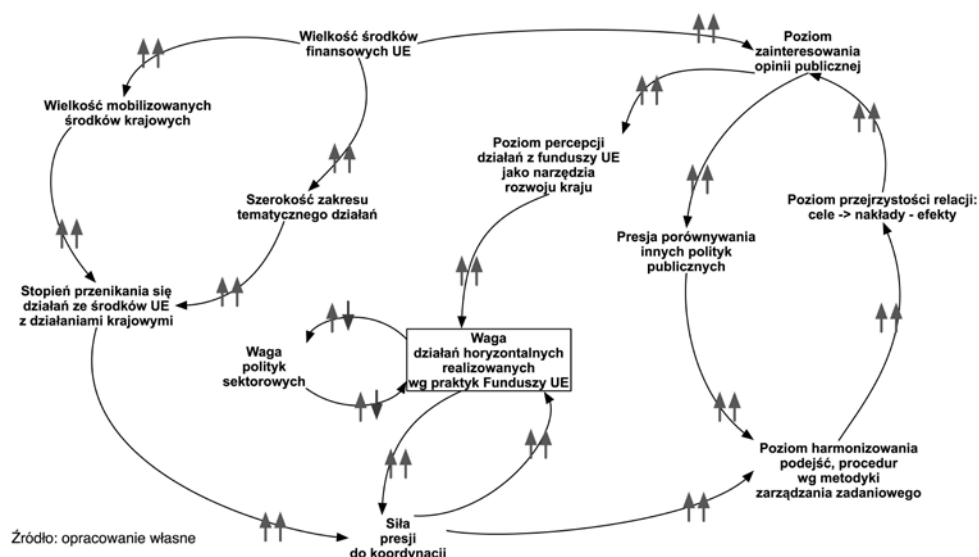 Wielkość środków
finansowych UE
Poziom
zainteresowania
opinii publicznej
Wielkość mobilizowanych
środków krajowych
Poziom percepcji
działań z funduszy UE
jako narzędzia
rozwoju kraju
Szerokość zakresu
tematycznego działań
Poziom przejrzystości relacji:
cele -> nakłady - efekty
Presja porównywania
innych polityk
publicznych
Stopień przenikania się
działań ze środków UE
z działaniami krajowymi
Waga
polityk
sektorowych
Waga
działań horyzontalnych
realizowanych
wg praktyk Funduszy UE
Poziom harmonizowania
podejść, procedur
wg metodyki
zarządzania zadaniowego
Siła
presji
do koordynacji
Źródło: opracowanie własne